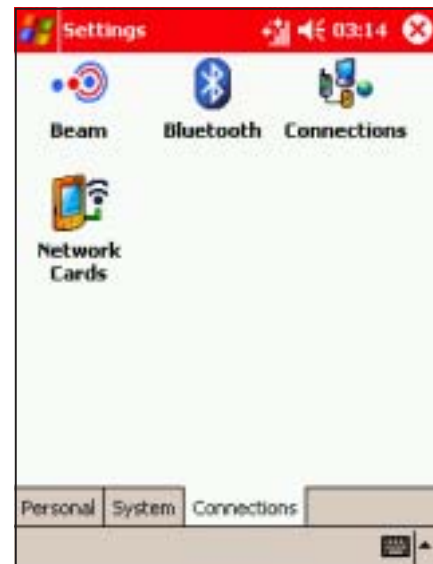 Settings 03:14
Beam Bluetooth Connections
Network
Cards
Personal System Connections